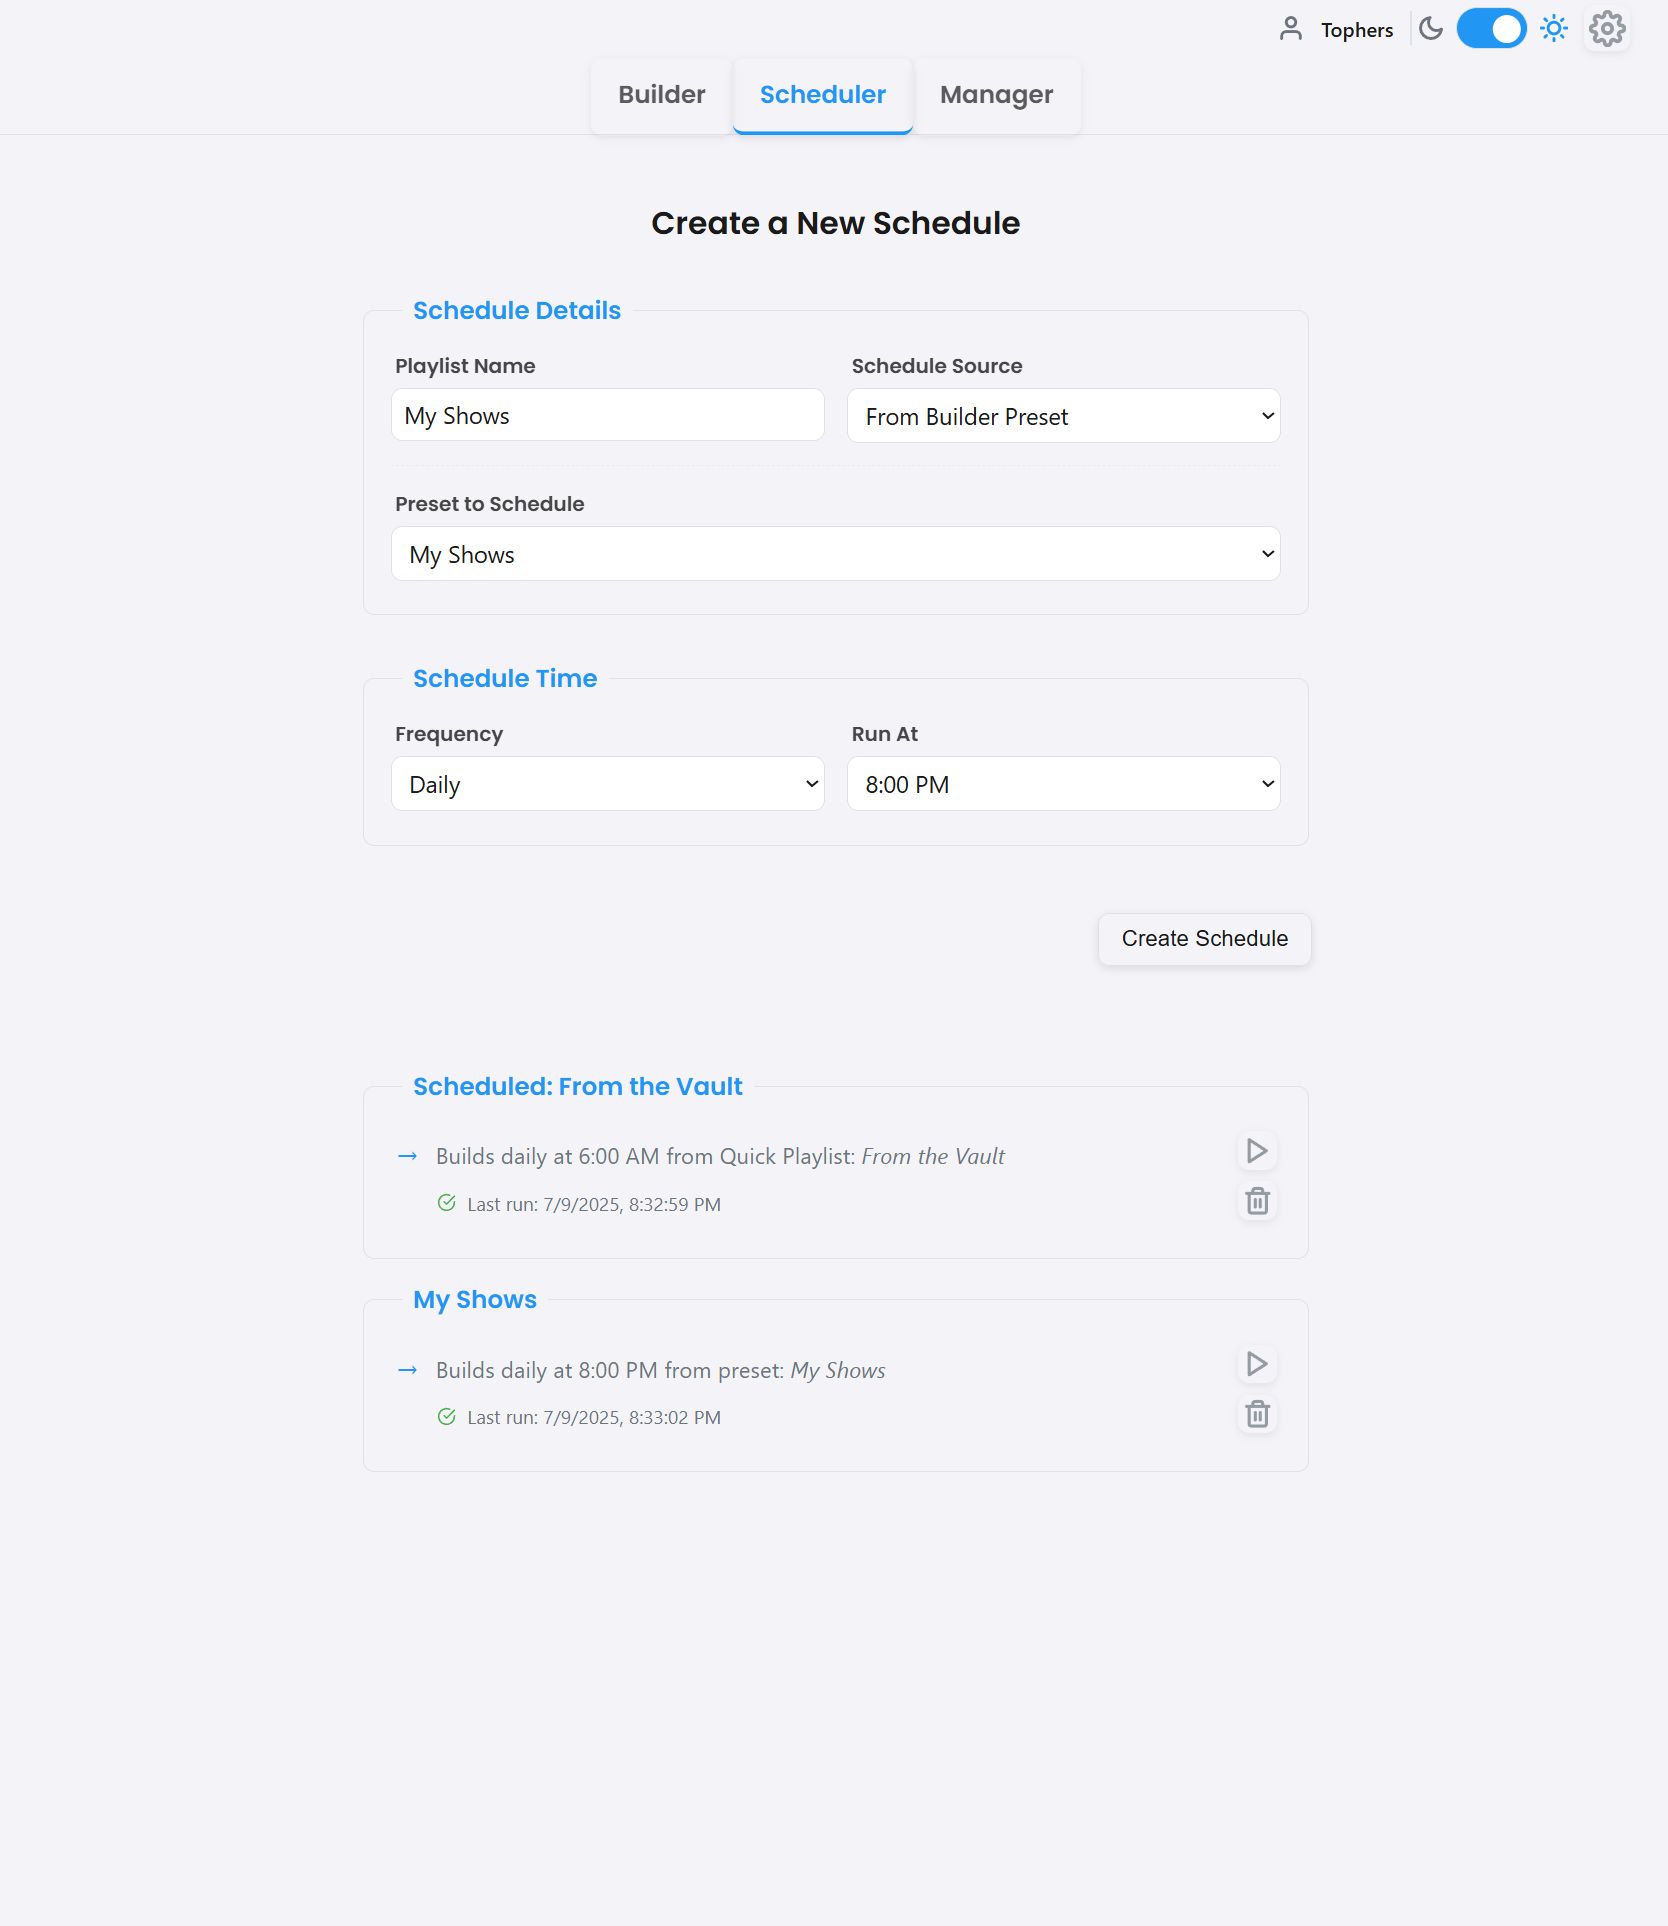 Tophers
Builder
Scheduler
Manager
Create a New Schedule
Schedule Details
Playlist Name
Schedule Source
My Shows
From Builder Preset
Preset to Schedule
My Shows
Schedule Time
Frequency
Run At
Daily
8:00 PM
Create Schedule
Scheduled: From the Vault
→ Builds daily at 6:00 AM from Quick Playlist: From the Vault
Last run: 7/9/2025, 8:32:59 PM
My Shows
→ Builds daily at 8:00 PM from preset: My Shows
Last run: 7/9/2025, 8:33:02 PM